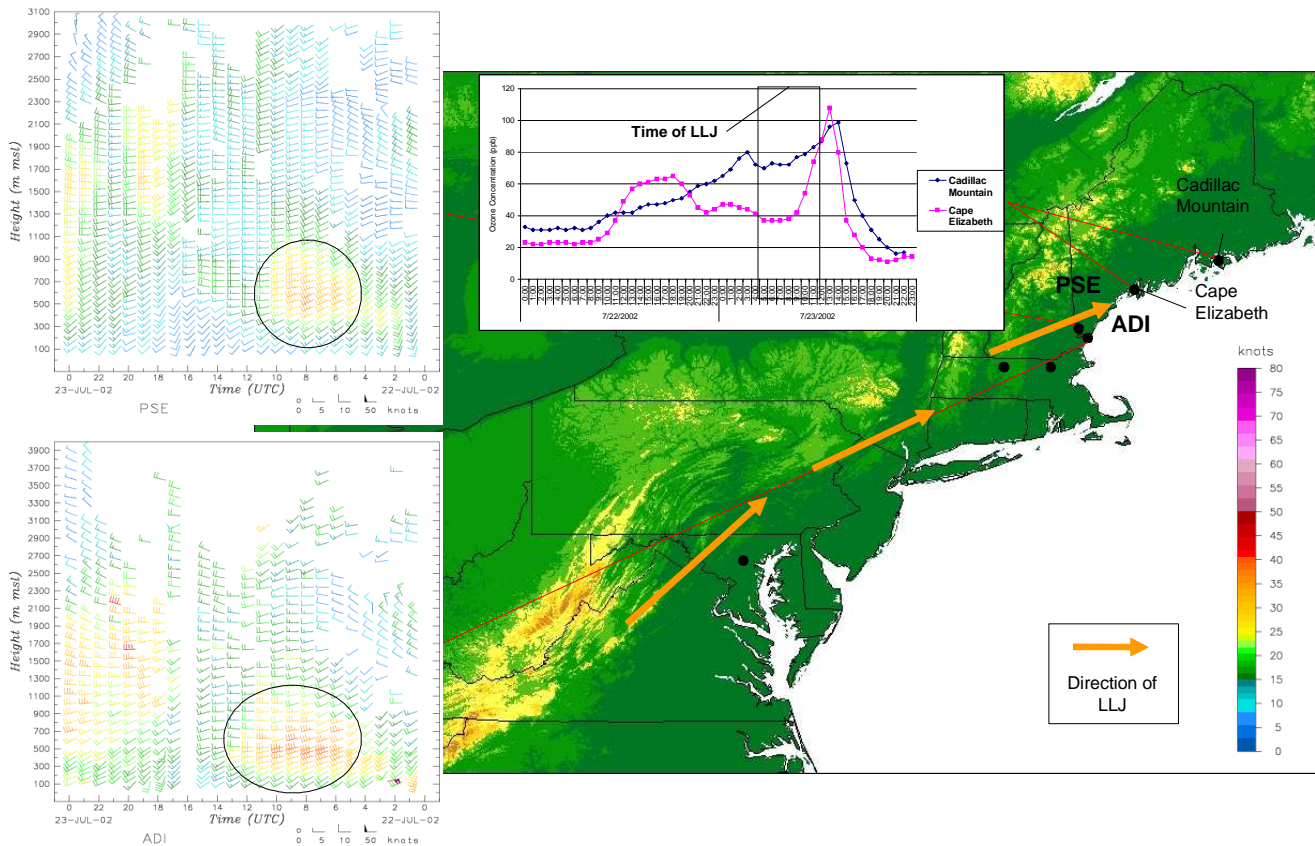 3100
2900
2700
2500
2300
2100
1900
1700
1500
1300
1100
900
700
500
300
100
Height (m msl)
0 22 20 18 16 14 12 10 8 6 4 2 0
23-JUL-02 Time (UTC) 22-JUL-02
PSE
0 5 10 50 knots
3900
3700
3500
3300
3100
2900
2700
2500
2300
2100
1900
1700
1500
1300
1100
900
700
500
300
100
Height (m msl)
0 22 20 18 16 14 12 10 8 6 4 2 0
23-JUL-02 Time (UTC) 22-JUL-02
ADI
0 5 10 50 knots
120
100
80
60
40
20
0
Ozone Concentration (ppb)
Time of LLJ
7/22/2002 7/23/2002
Cadillac
Mountain
Cape
Elizabeth
Cadillac
Mountain
PSE
Cape
Elizabeth
ADI
knots
80
75
70
65
60
55
50
45
40
35
30
25
20
15
10
5
0
Direction of
LLJ